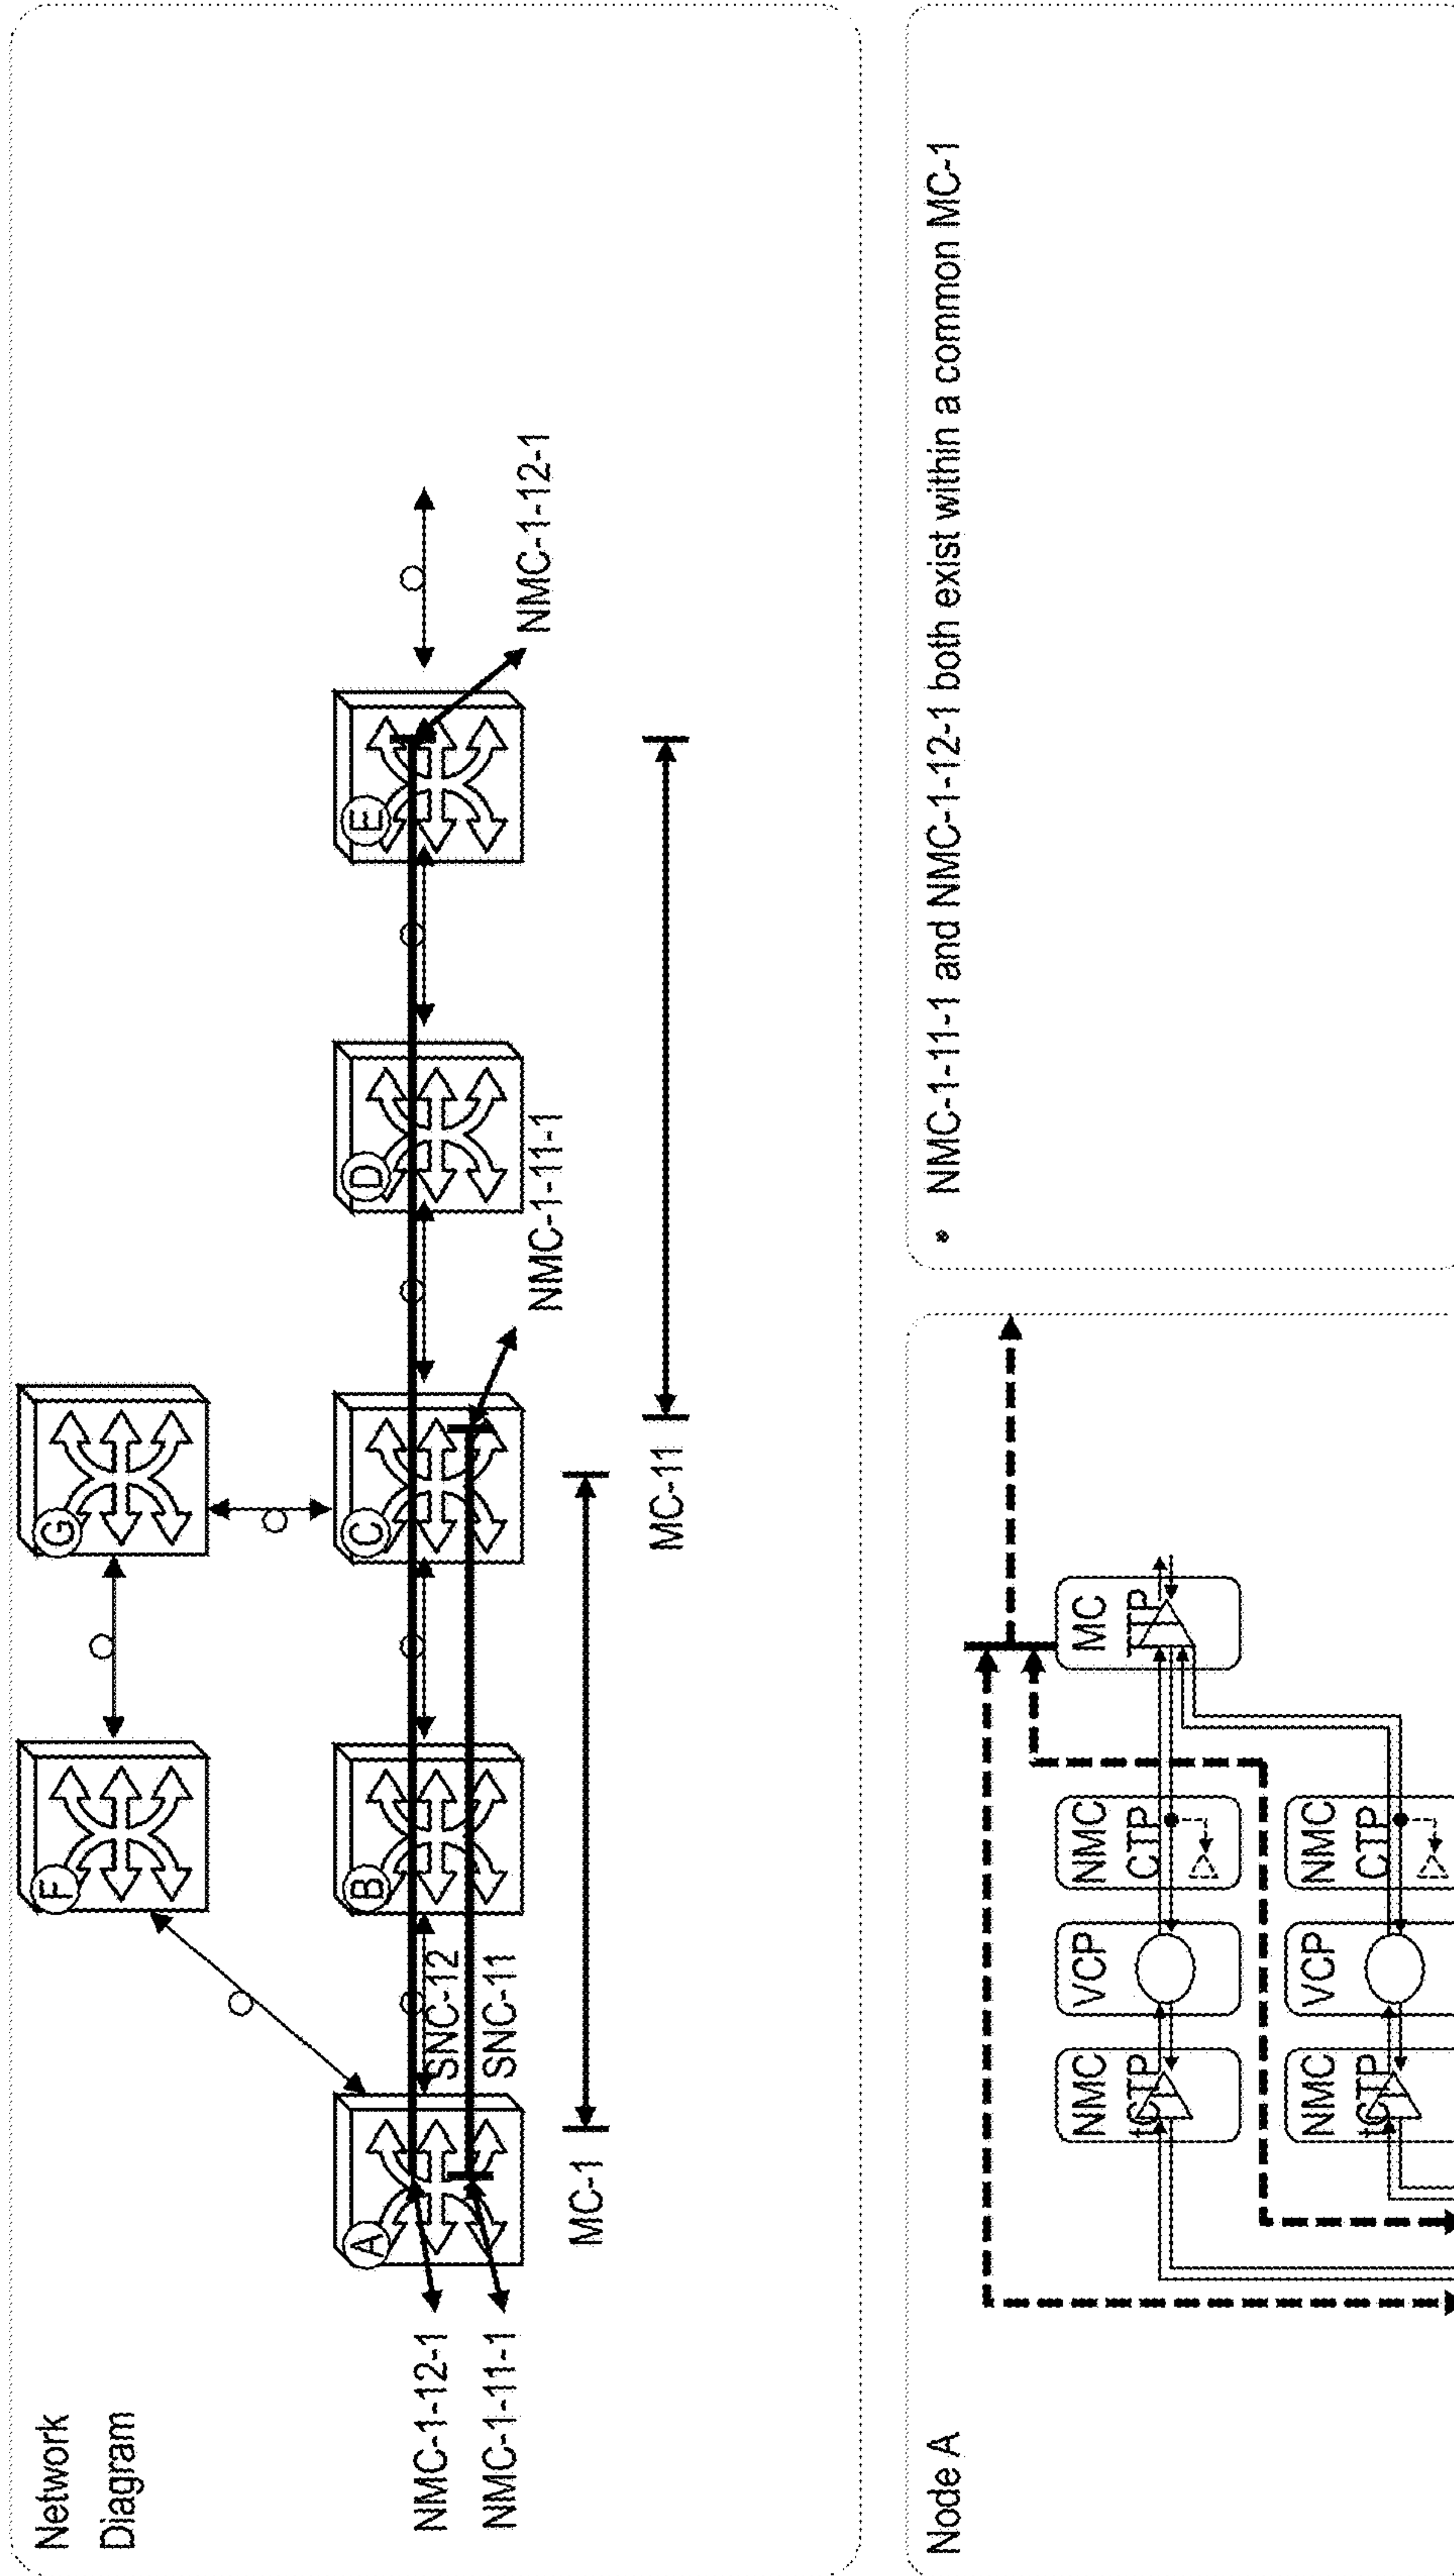 Network
Diagram
F
G
A
B
C
D
E
NMC-1-12-1
NMC-1-11-1
SNC-12
SNC-11
NMC-1-11-1
NMC-1-12-1
MC-1
MC-11
Node A
NMC
tCTP
VCP
NMC
CTP
MC
TTP
NMC
tCTP
VCP
NMC
CTP
• NMC-1-11-1 and NMC-1-12-1 both exist within a common MC-1